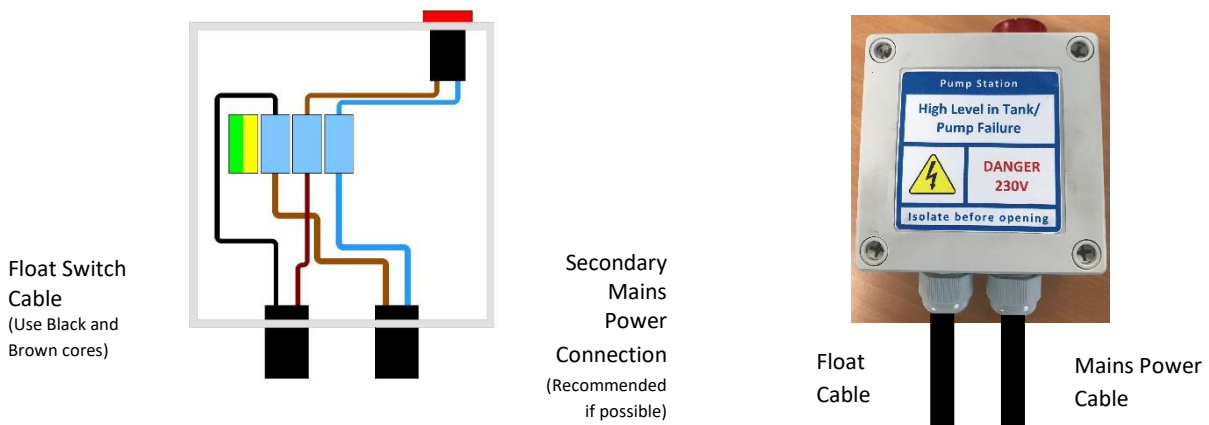 Float Switch
Cable
(Use Black and
Brown cores)
Secondary
Mains
Power
Connection
(Recommended
if possible)
Pump Station
High Level in Tank/
Pump Failure
DANGER
230V
Isolate before opening
Float
Cable
Mains Power
Cable